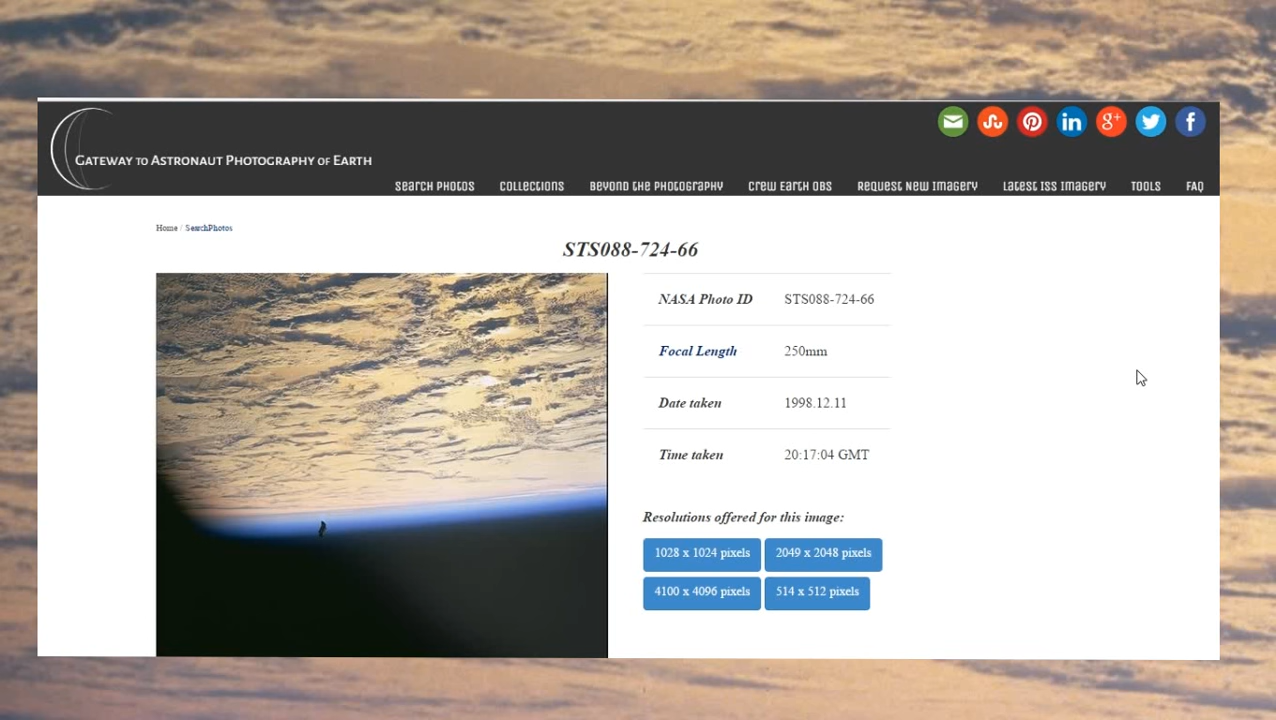 GATEWAY TO ASTRONAUT PHOTOGRAPHY OF EARTH
Search Photos Collections Beyond the Photography Crew Earth Obs Request New Imagery Latest ISS Imagery Tools FAQ
Home / SearchPhotos
STS088-724-66
NASA Photo ID STS088-724-66
Focal Length 250mm
Date taken 1998.12.11
Time taken 20:17:04 GMT
Resolutions offered for this image:
1028 x 1024 pixels 2049 x 2048 pixels
4100 x 4096 pixels 514 x 512 pixels